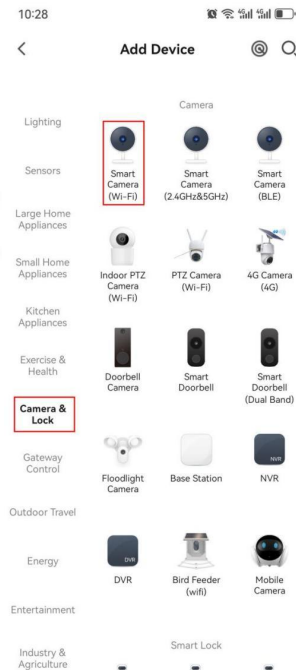 10:28
4G 4G
Add Device
Lighting
Sensors
Large Home
Appliances
Small Home
Appliances
Kitchen
Appliances
Exercise &
Health
Camera &
Lock
Gateway
Control
Outdoor Travel
Energy
Entertainment
Industry &
Agriculture
Camera
Smart
Camera
(Wi-Fi)
Smart
Camera
(2.4GHz&5GHz)
Smart
Camera
(BLE)
Indoor PTZ
Camera
(Wi-Fi)
PTZ Camera
(Wi-Fi)
4G Camera
(4G)
Doorbell
Camera
Smart
Doorbell
Smart
Doorbell
(Dual Band)
Floodlight
Camera
Base Station
NVR
NVR
DVR
DVR
Bird Feeder
(wifi)
Mobile
Camera
Smart Lock